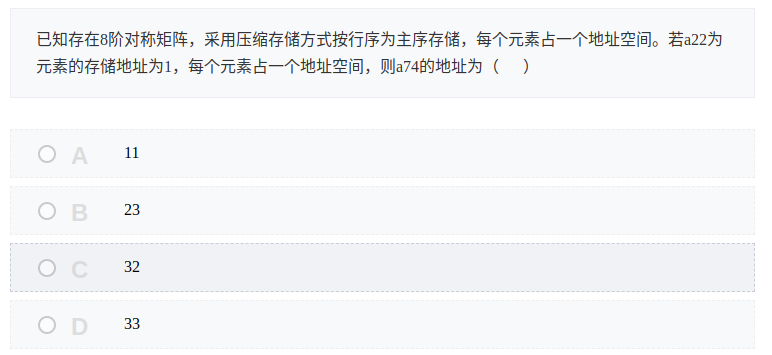 已知存在8阶对称矩阵，采用压缩存储方式按行序为主序存储，每个元素占一个地址空间。若a22为
元素的存储地址为1，每个元素占一个地址空间，则a74的地址为（ ）
A 11
B 23
C 32
D 33